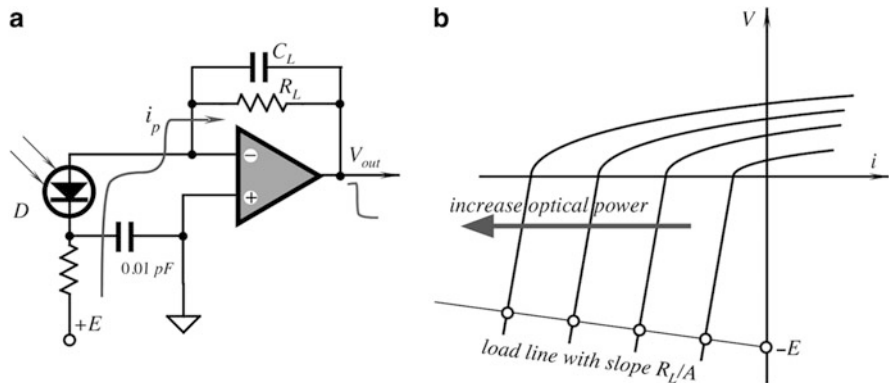 a
C_L
R_L
i_p
V_out
−
+
D
0.01 pF
+E
b
V
i
increase optical power
−E
load line with slope R_L/A